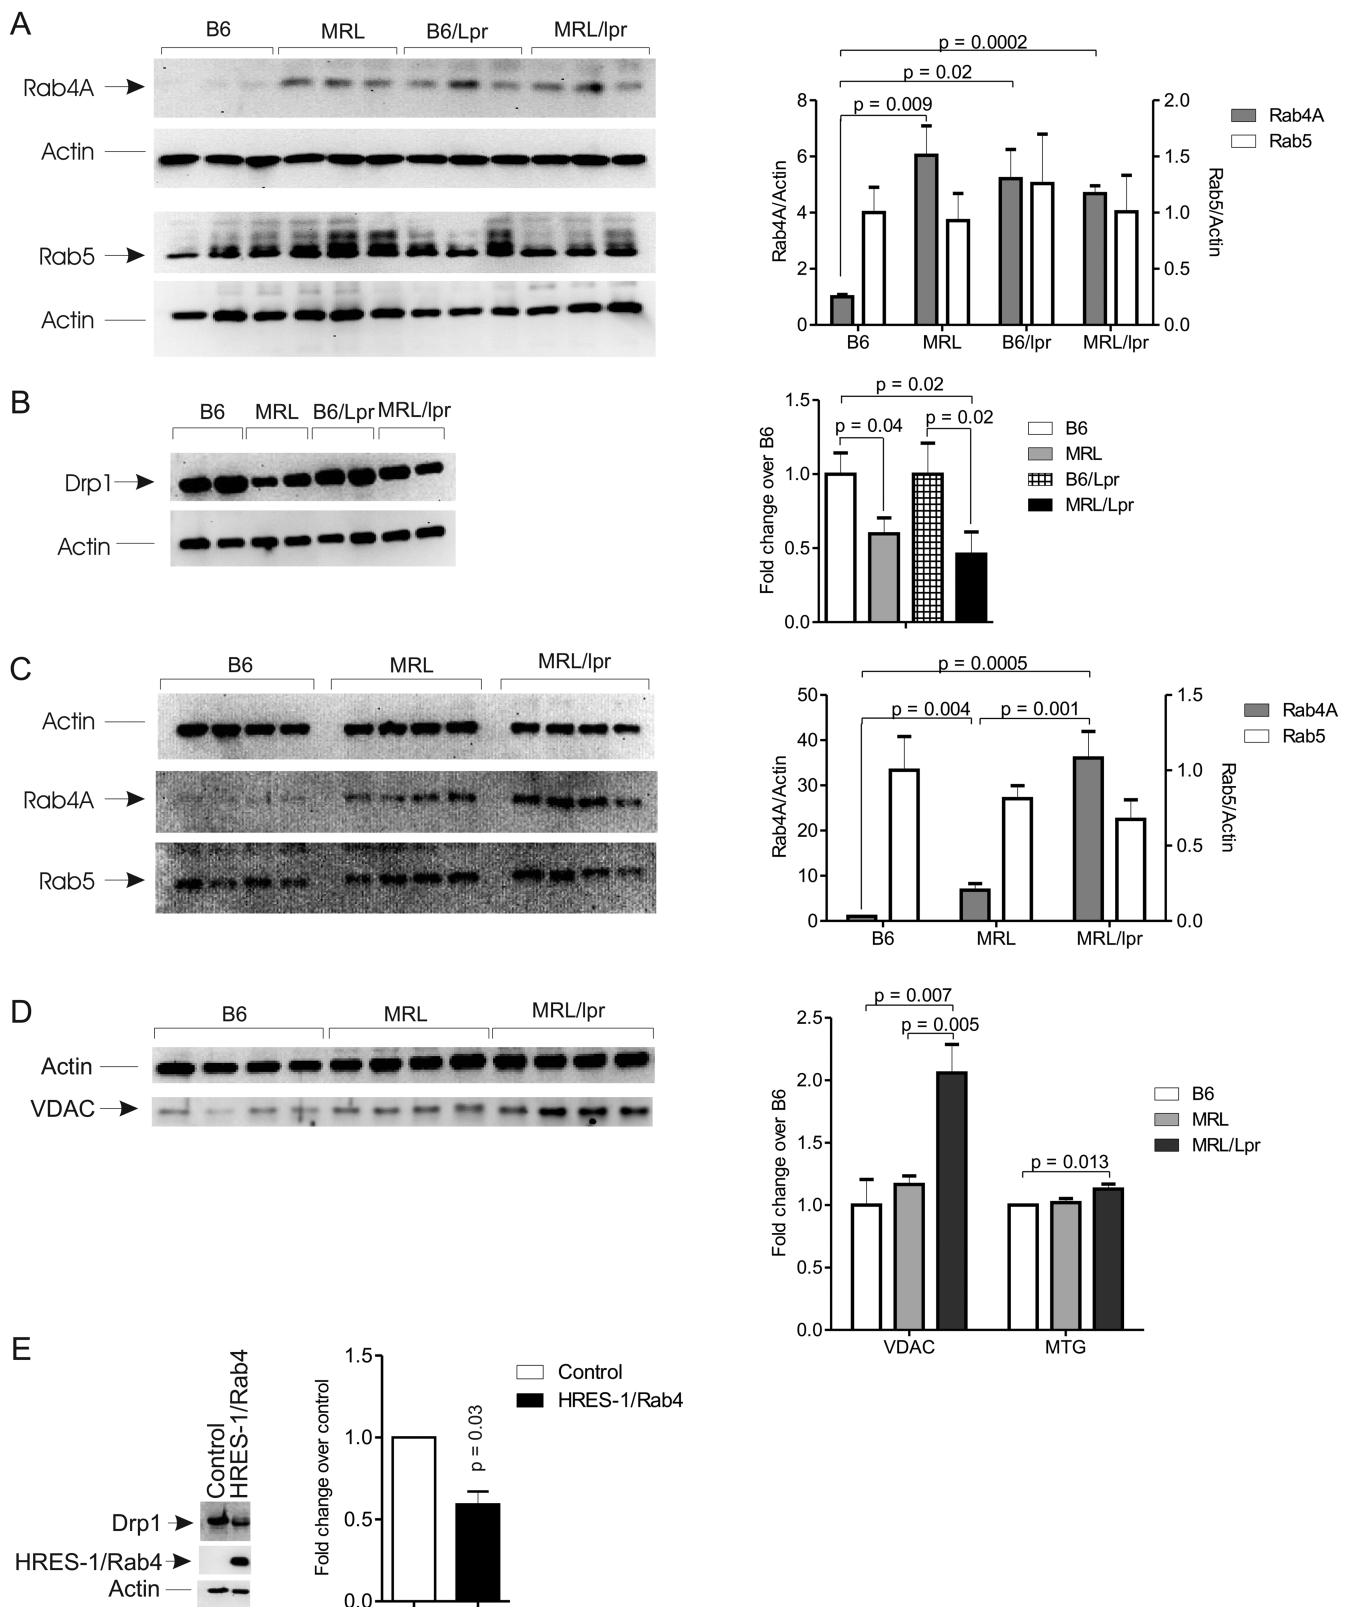 A
B6 MRL B6/Lpr MRL/lpr
Rab4A
Actin
Rab5
Actin
p = 0.0002
p = 0.02
p = 0.009
8
6
4
2
0
Rab4A/Actin
2.0
1.5
1.0
0.5
0.0
Rab5/Actin
B6 MRL B6/lpr MRL/lpr
Rab4A
Rab5
B
B6 MRL B6/Lpr MRL/lpr
Drp1
Actin
p = 0.02
p = 0.04 p = 0.02
1.5
1.0
0.5
0.0
Fold change over B6
B6
MRL
B6/Lpr
MRL/Lpr
C
B6 MRL MRL/lpr
Actin
Rab4A
Rab5
p = 0.0005
p = 0.004 p = 0.001
50
40
30
20
10
0
Rab4A/Actin
1.5
1.0
0.5
0.0
Rab5/Actin
B6 MRL MRL/lpr
Rab4A
Rab5
D
B6 MRL MRL/lpr
Actin
VDAC
p = 0.007
p = 0.005
p = 0.013
2.5
2.0
1.5
1.0
0.5
0.0
Fold change over B6
VDAC MTG
B6
MRL
MRL/Lpr
E
Control
HRES-1/Rab4
Drp1
HRES-1/Rab4
Actin
1.5
1.0
0.5
0.0
Fold change over control
p = 0.03
Control
HRES-1/Rab4